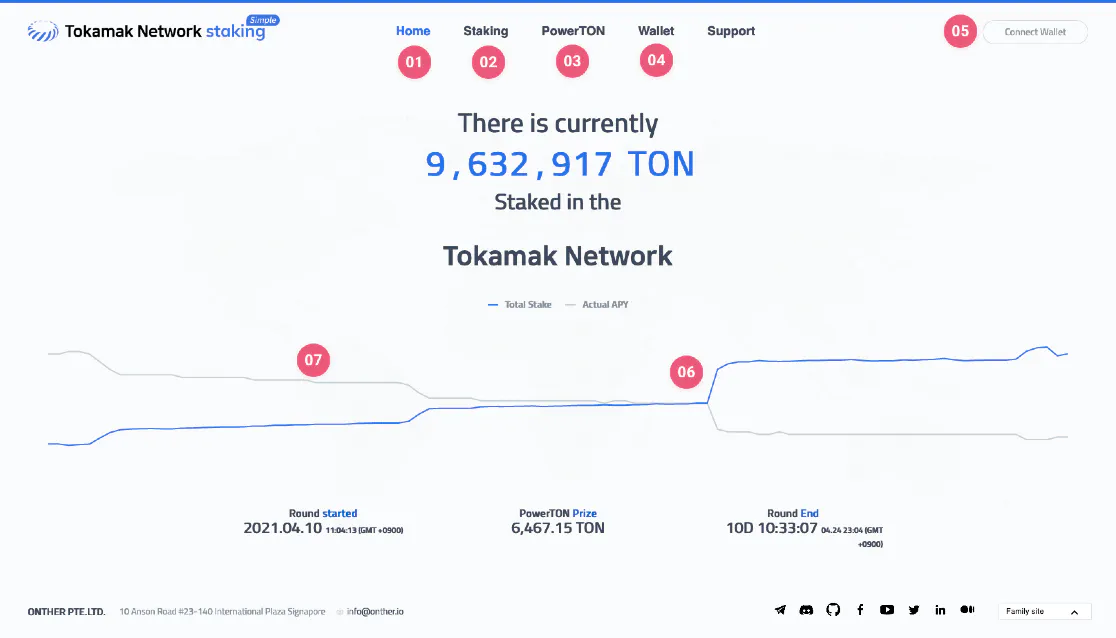 Tokamak Network staking Simple
Home Staking PowerTON Wallet Support
05 Connect Wallet
01 02 03 04
There is currently
9,632,917 TON
Staked in the
Tokamak Network
Total Stake Actual APY
07
06
Round started PowerTON Prize Round End
2021.04.10 11:04:13 (GMT+0900) 6,467.15 TON 10D 10:33:07 04.24 23:04 (GMT
+0900)
ONTHER PTE.LTD. 10 Anson Road #23-140 International Plaza Signapore info@onther.io Family site